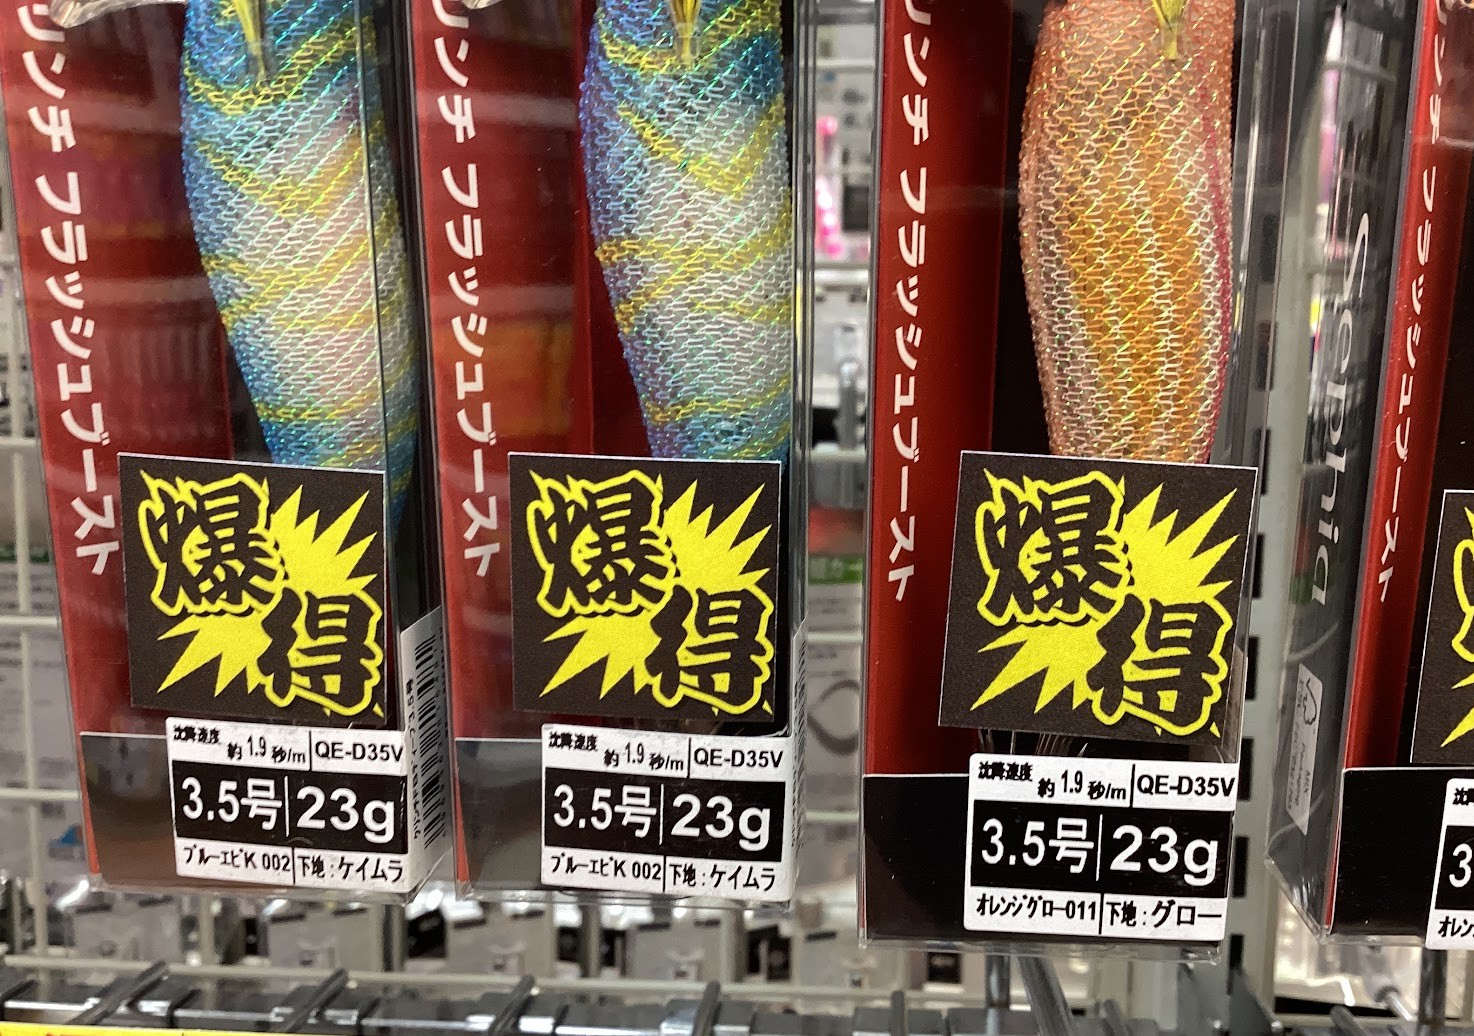 リンチ フラッシュブースト
爆
得
沈降速度 約1.9秒/m QE-D35V
3.5号 23g
ブルーエビK 002 下地:ケイムラ
リンチ フラッシュブースト
爆
得
沈降速度 約1.9秒/m QE-D35V
3.5号 23g
ブルーエビK 002 下地:ケイムラ
リンチ フラッシュブースト
爆
得
沈降速度 約1.9秒/m QE-D35V
3.5号 23g
オレンジグロー011 下地:グロー
Sephia
ンチ フラッシュブースト